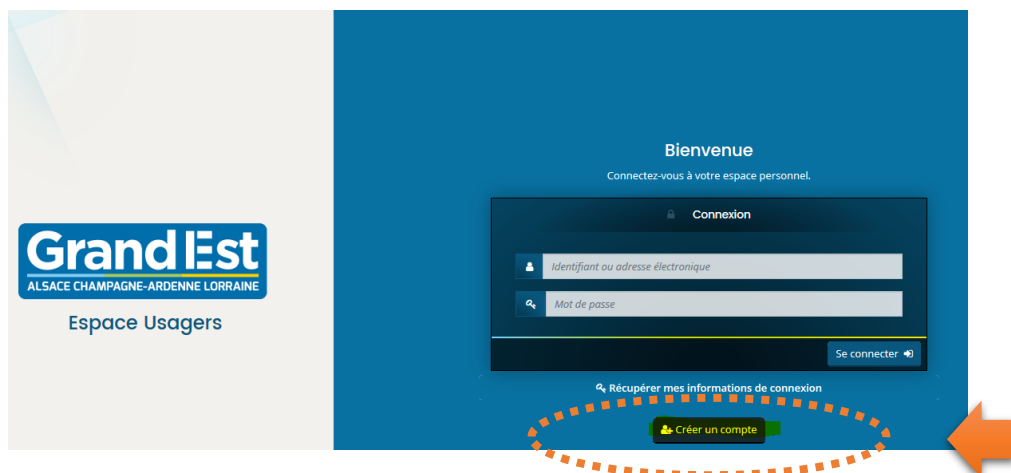 Grand Est
ALSACE CHAMPAGNE-ARDENNE LORRAINE
Espace Usagers
Bienvenue
Connectez-vous à votre espace personnel.
Connexion
Identifiant ou adresse électronique
Mot de passe
Se connecter
Récupérer mes informations de connexion
Créer un compte